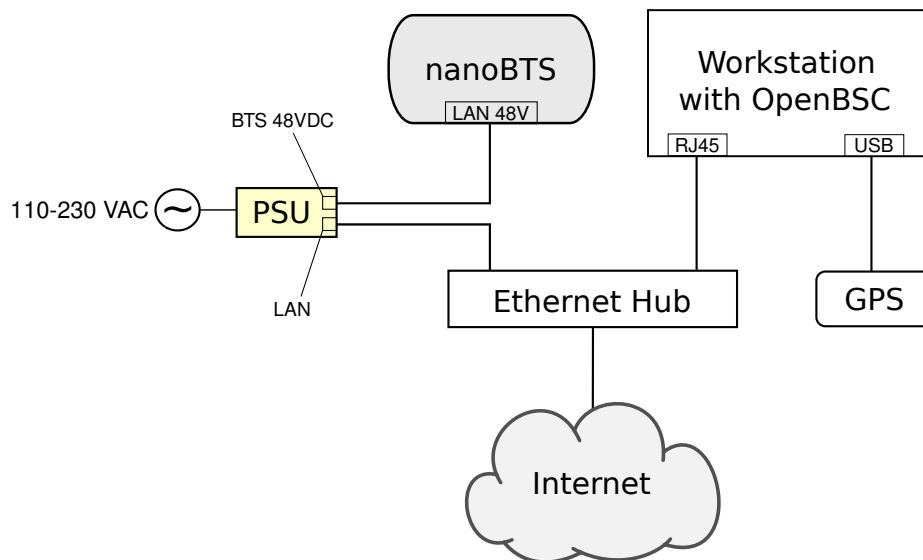 nanoBTS
LAN 48V
Workstation
with OpenBSC
RJ45
USB
BTS 48VDC
110-230 VAC
~
PSU
LAN
Ethernet Hub
GPS
Internet